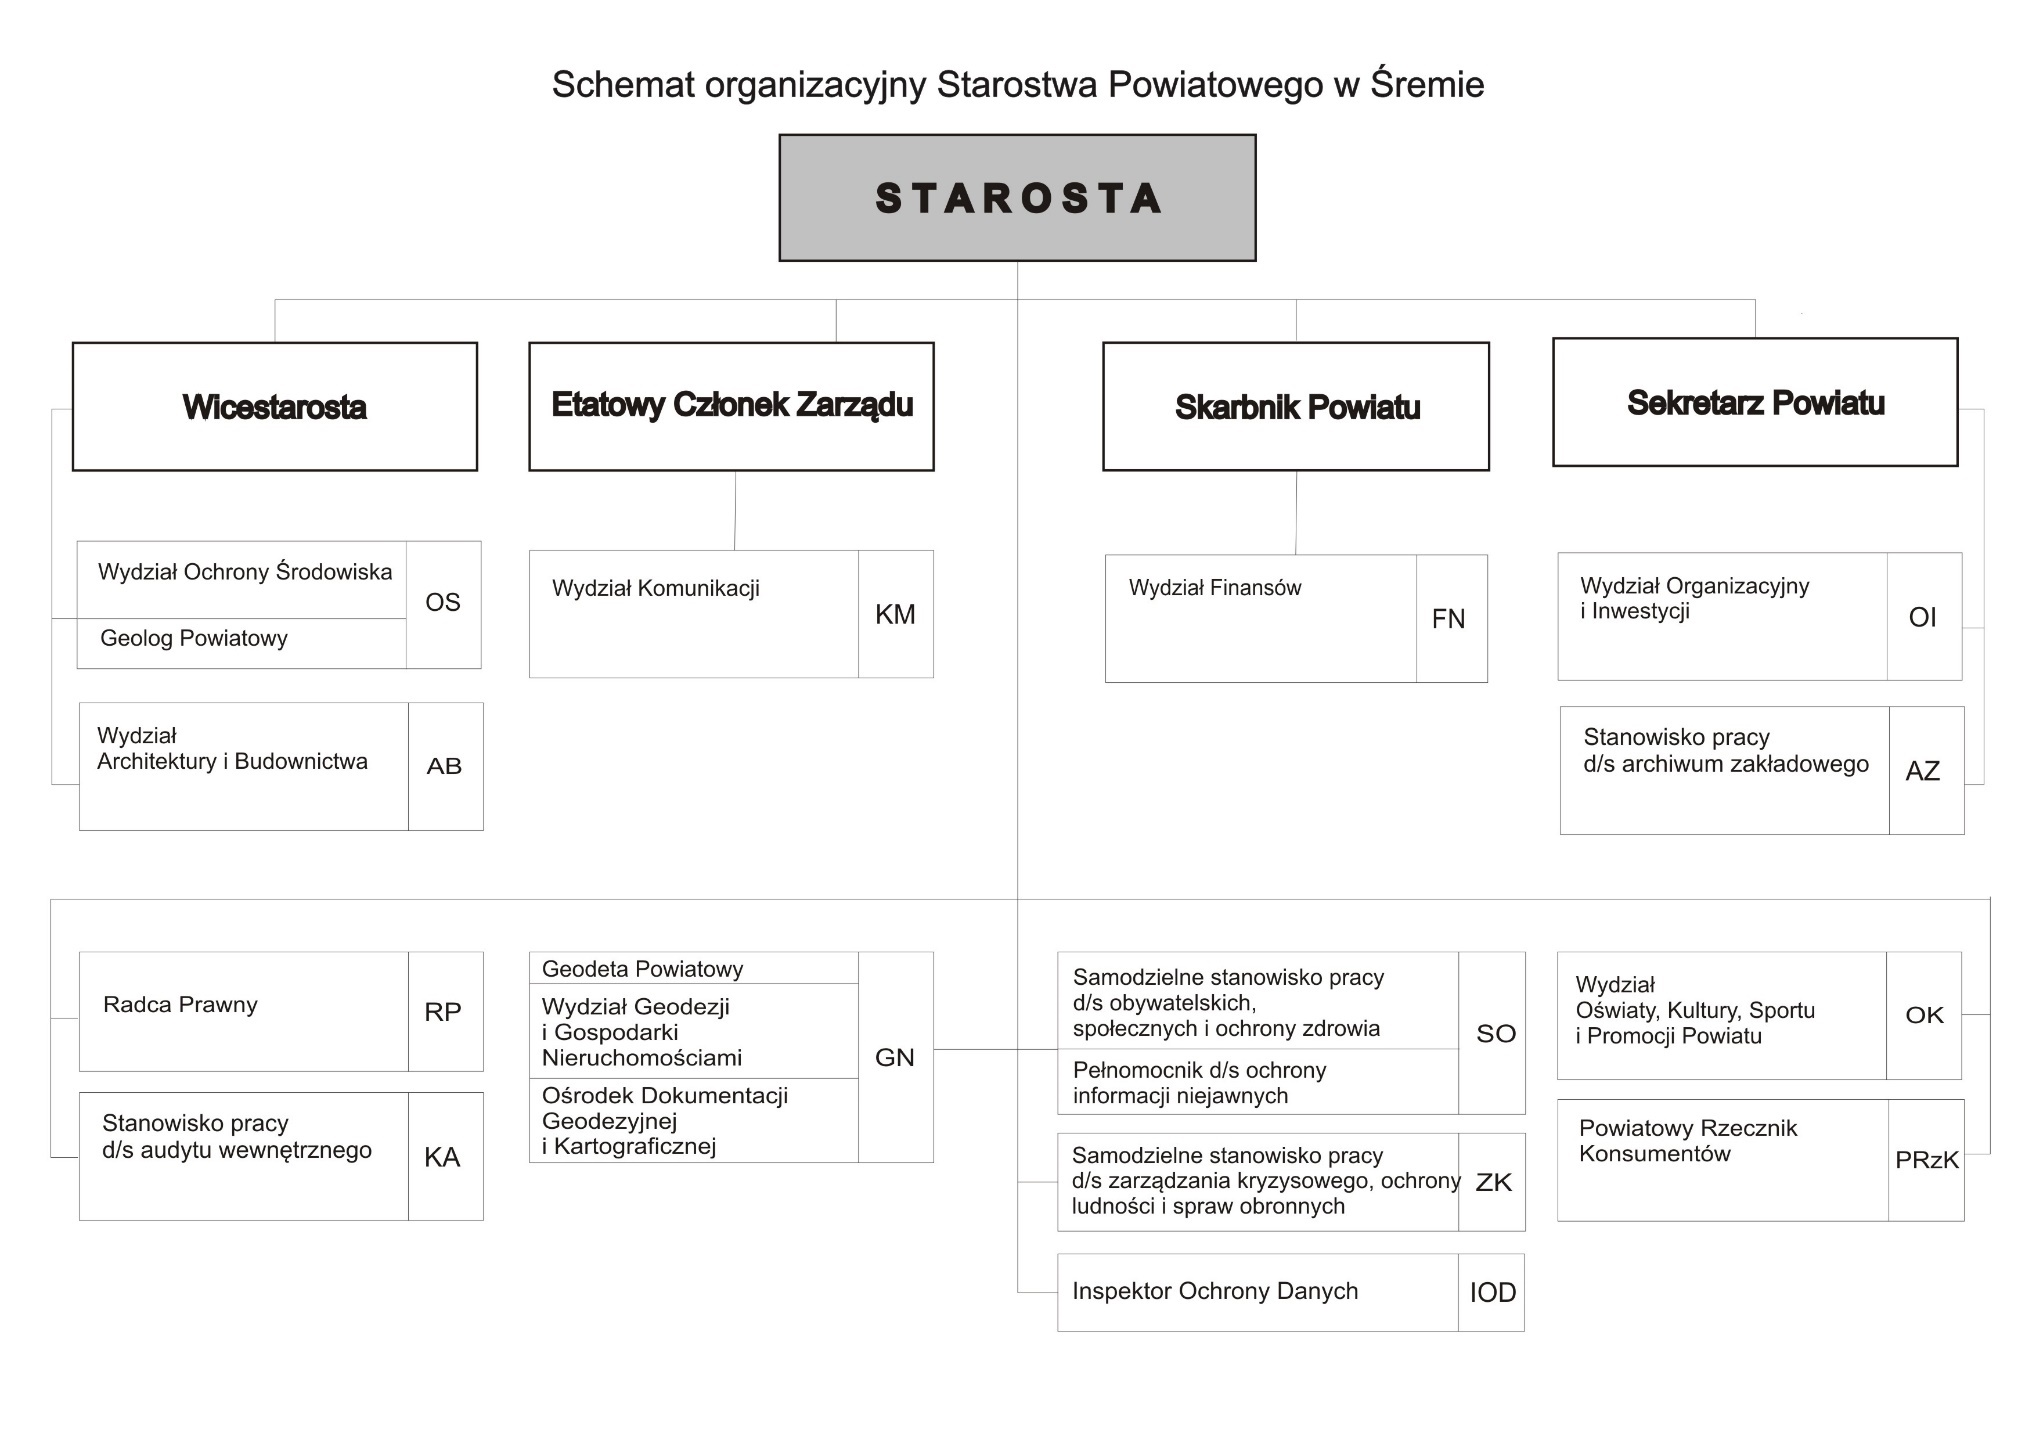 Schemat organizacyjny Starostwa Powiatowego w Śremie
STAROSTA
Wicestarosta
Etatowy Członek Zarządu
Skarbnik Powiatu
Sekretarz Powiatu
Wydział Ochrony Środowiska
Geolog Powiatowy
OS
Wydział Komunikacji
KM
Wydział Finansów
FN
Wydział Organizacyjny
i Inwestycji
OI
Wydział
Architektury i Budownictwa
AB
Stanowisko pracy
d/s archiwum zakładowego
AZ
Radca Prawny
RP
Geodeta Powiatowy
Wydział Geodezji
i Gospodarki
Nieruchomościami
Ośrodek Dokumentacji
Geodezyjnej
i Kartograficznej
GN
Samodzielne stanowisko pracy
d/s obywatelskich,
społecznych i ochrony zdrowia
Pełnomocnik d/s ochrony
informacji niejawnych
SO
Wydział
Oświaty, Kultury, Sportu
i Promocji Powiatu
OK
Stanowisko pracy
d/s audytu wewnętrznego
KA
Samodzielne stanowisko pracy
d/s zarządzania kryzysowego, ochrony
ludności i spraw obronnych
ZK
Powiatowy Rzecznik
Konsumentów
PRzK
Inspektor Ochrony Danych
IOD